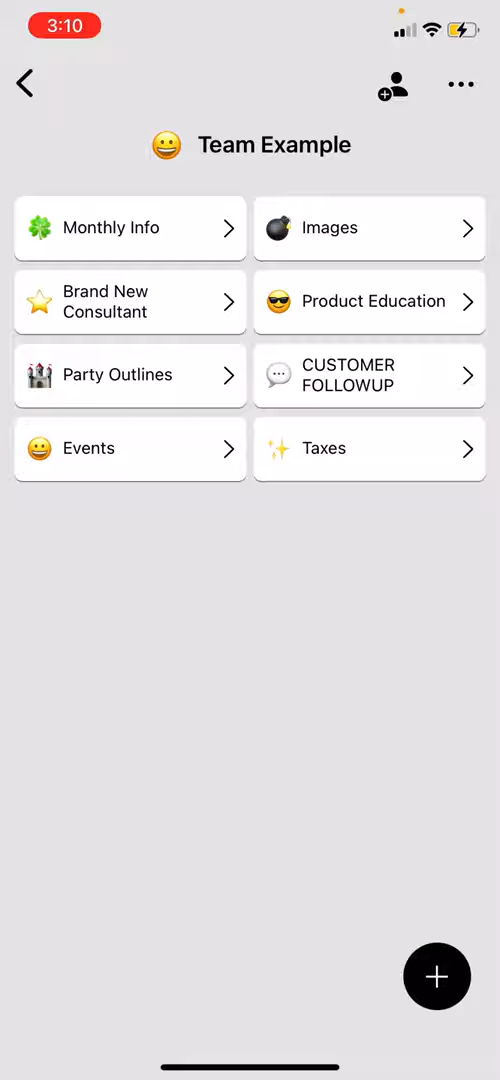 3:10
Team Example
Monthly Info
Images
Brand New
Consultant
Product Education
Party Outlines
CUSTOMER
FOLLOWUP
Events
Taxes